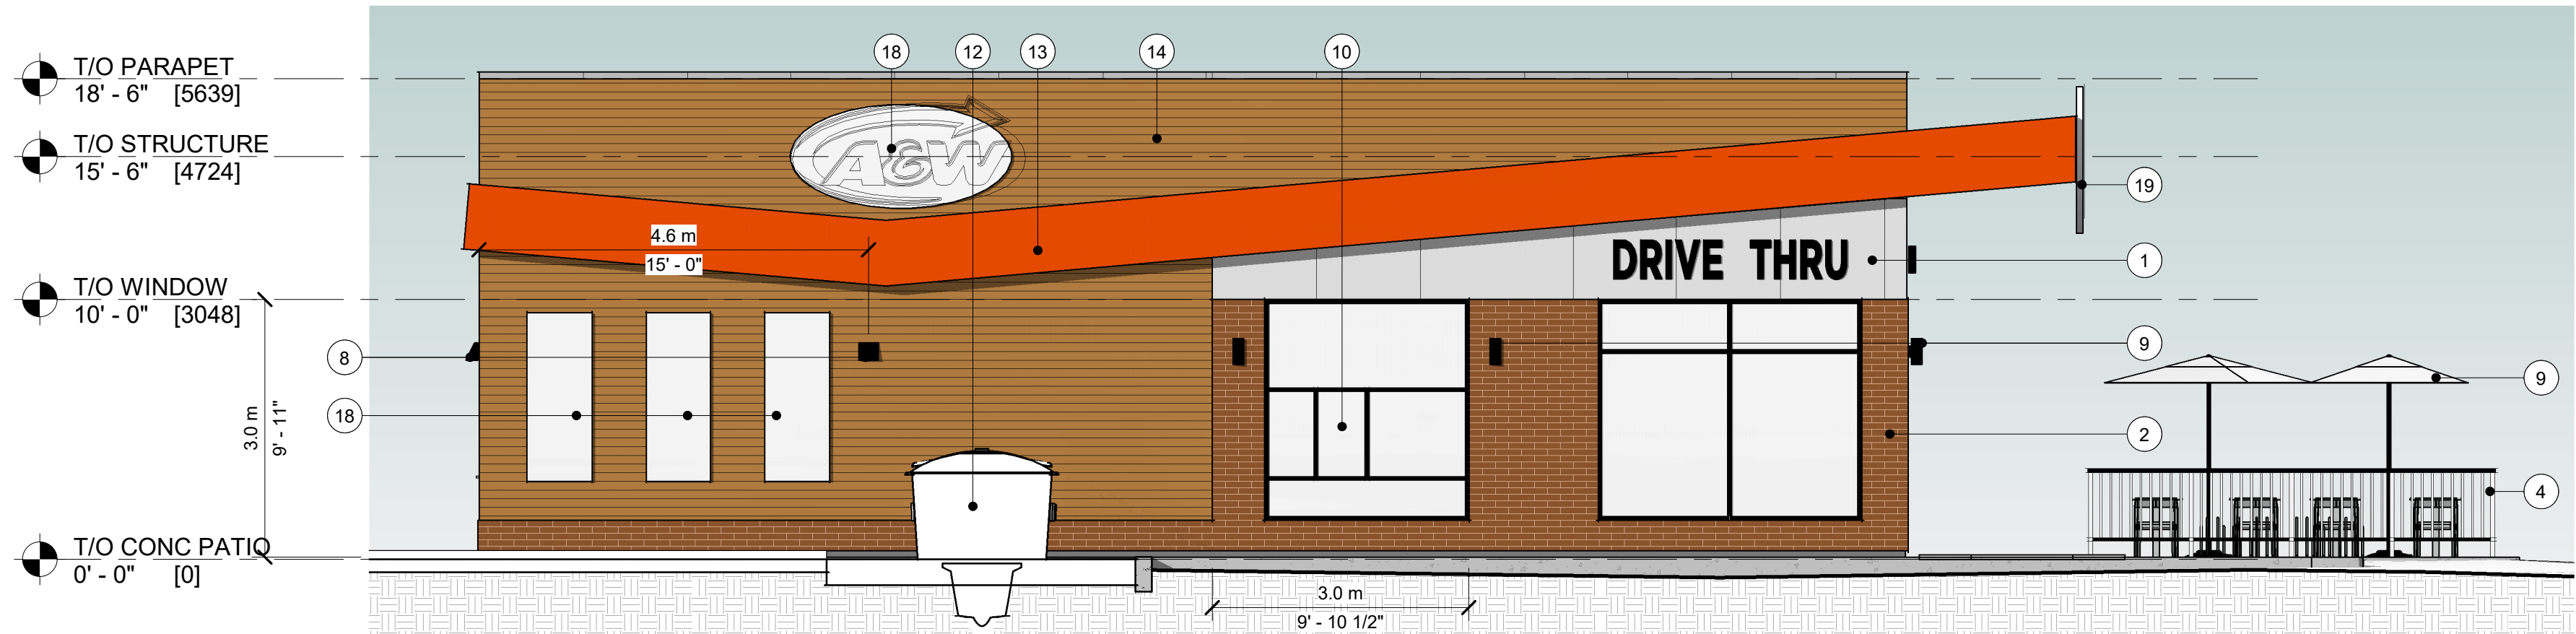 18
12
13
14
10
T/O PARAPET
18' - 6" [5639]
T/O STRUCTURE
15' - 6" [4724]
A&W
19
4.6 m
15' - 0"
DRIVE THRU
1
T/O WINDOW
10' - 0" [3048]
8
9
9
18
3.0 m
9' - 11"
2
4
T/O CONC PATIO
0' - 0" [0]
3.0 m
9' - 10 1/2"